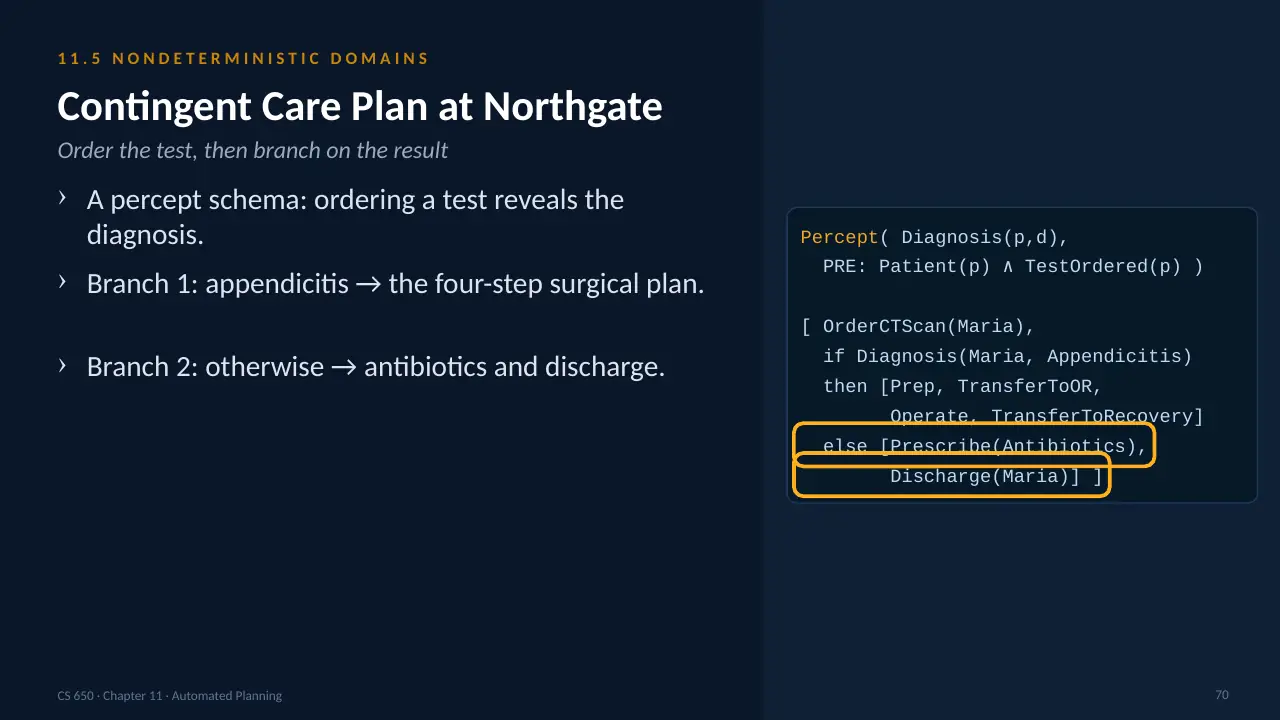 11.5 NONDETERMINISTIC DOMAINS
Contingent Care Plan at Northgate
Order the test, then branch on the result
› A percept schema: ordering a test reveals the
diagnosis.
› Branch 1: appendicitis → the four-step surgical plan.
› Branch 2: otherwise → antibiotics and discharge.
Percept( Diagnosis(p,d),
  PRE: Patient(p) ∧ TestOrdered(p) )
[ OrderCTScan(Maria),
  if Diagnosis(Maria, Appendicitis)
  then [Prep, TransferToOR,
        Operate, TransferToRecovery]
  else [Prescribe(Antibiotics),
        Discharge(Maria)] ]
CS 650 · Chapter 11 · Automated Planning
70